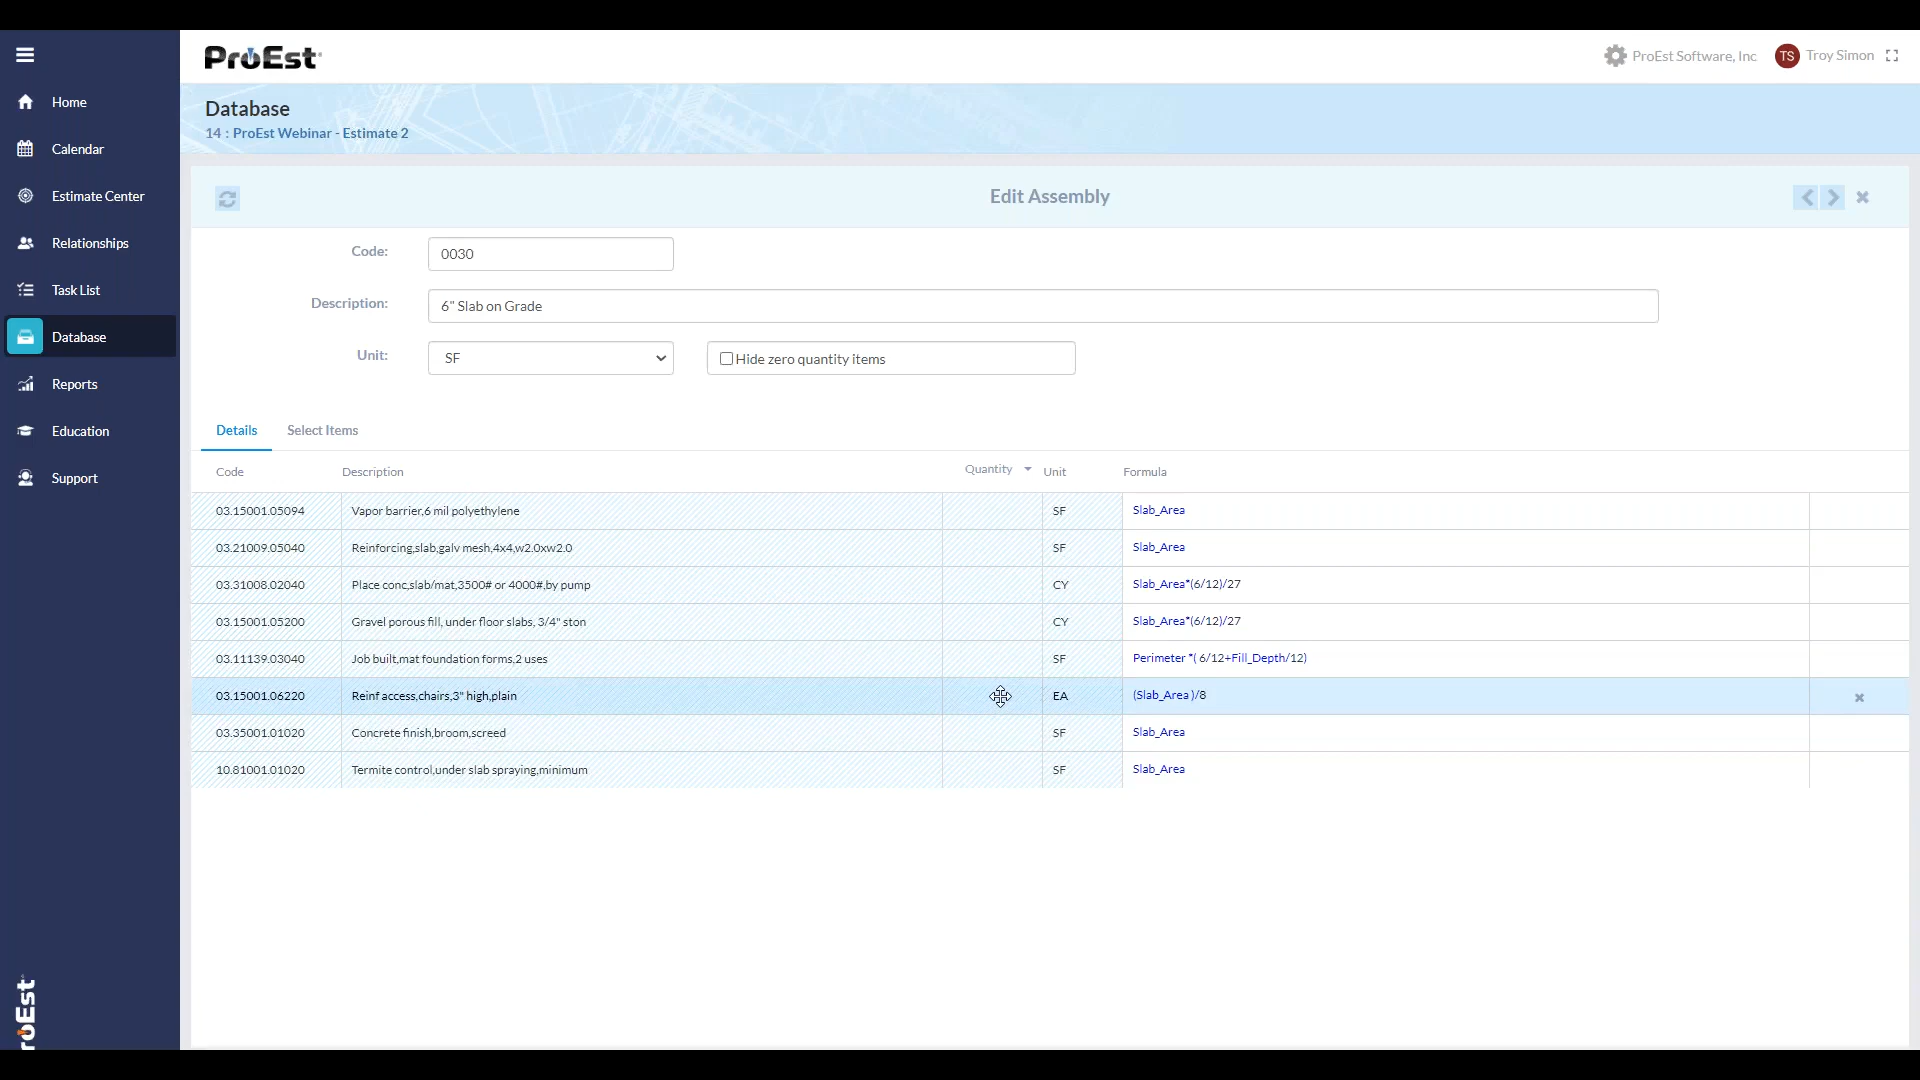 ProEst
ProEst Software, Inc
TS
Troy Simon
Home
Calendar
Estimate Center
Relationships
Task List
Database
Reports
Education
Support
Database
14 : ProEst Webinar - Estimate 2
Edit Assembly
Code:
0030
Description:
6" Slab on Grade
Unit:
SF
Hide zero quantity items
Details
Select Items
Code Description Quantity Unit Formula
03.15001.05094 Vapor barrier,6 mil polyethylene SF Slab_Area
03.21009.05040 Reinforcing,slab,galv mesh,4x4,w2.0xw2.0 SF Slab_Area
03.31008.02040 Place conc,slab/mat,3500# or 4000#,by pump CY Slab_Area*(6/12)/27
03.15001.05200 Gravel porous fill, under floor slabs, 3/4" ston CY Slab_Area*(6/12)/27
03.11139.03040 Job built,mat foundation forms,2 uses SF Perimeter *( 6/12+Fill_Depth/12)
03.15001.06220 Reinf access,chairs,3" high,plain EA (Slab_Area )/8
03.35001.01020 Concrete finish,broom,screed SF Slab_Area
10.81001.01020 Termite control,under slab spraying,minimum SF Slab_Area
roEst